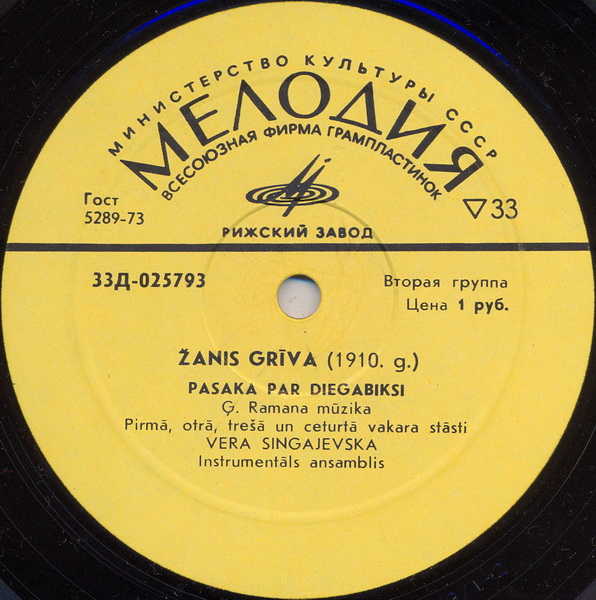 МИНИСТЕРСТВО КУЛЬТУРЫ СССР
МЕЛОДИЯ
ВСЕСОЮЗНАЯ ФИРМА ГРАМПЛАСТИНОК
Гост
5289-73
▽33
РИЖСКИЙ ЗАВОД
33Д-025793
Вторая группа
Цена 1 руб.
ŽANIS GRĪVA (1910. g.)
PASAKA PAR DIEGABIKSI
Ģ. Ramana mūzika
Pirmā, otrā, trešā un ceturtā vakara stāsti
VERA SINGAJEVSKA
Instrumentāls ansamblis